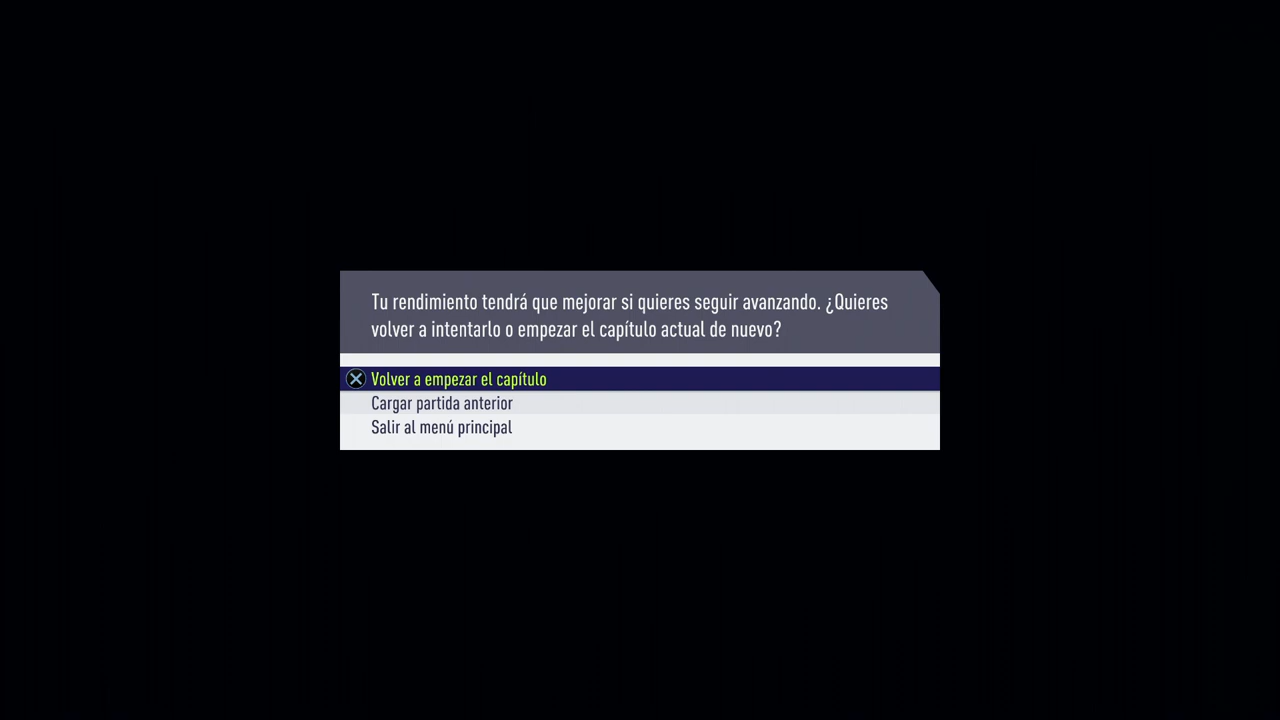 Tu rendimiento tendrá que mejorar si quieres seguir avanzando. ¿Quieres
volver a intentarlo o empezar el capítulo actual de nuevo?
Volver a empezar el capítulo
Cargar partida anterior
Salir al menú principal